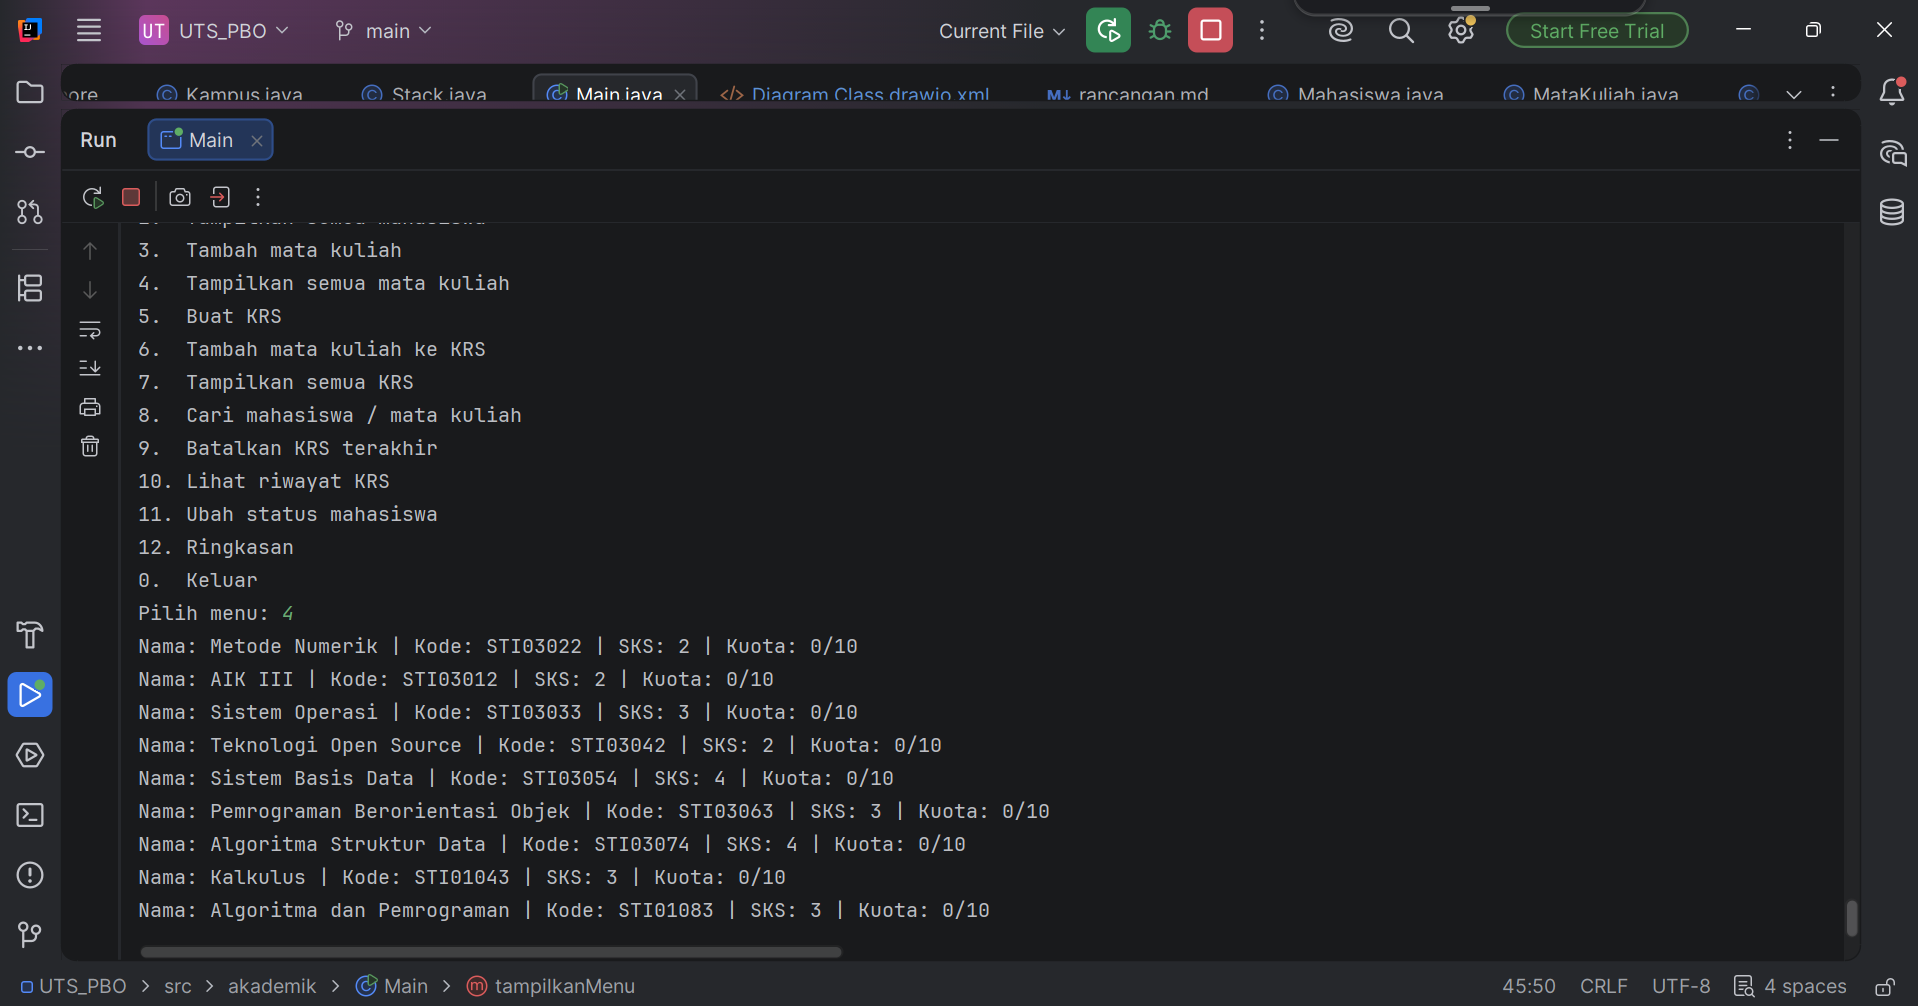 UT UTS_PBO main Current File Start Free Trial
ore Kampus.java Stack.java Main.java Diagram Class.drawio.xml M↓ rancangan.md Mahasiswa.java MataKuliah.java
Run Main
2. Tampilkan semua mahasiswa
3. Tambah mata kuliah
4. Tampilkan semua mata kuliah
5. Buat KRS
6. Tambah mata kuliah ke KRS
7. Tampilkan semua KRS
8. Cari mahasiswa / mata kuliah
9. Batalkan KRS terakhir
10. Lihat riwayat KRS
11. Ubah status mahasiswa
12. Ringkasan
0. Keluar
Pilih menu: 4
Nama: Metode Numerik | Kode: STI03022 | SKS: 2 | Kuota: 0/10
Nama: AIK III | Kode: STI03012 | SKS: 2 | Kuota: 0/10
Nama: Sistem Operasi | Kode: STI03033 | SKS: 3 | Kuota: 0/10
Nama: Teknologi Open Source | Kode: STI03042 | SKS: 2 | Kuota: 0/10
Nama: Sistem Basis Data | Kode: STI03054 | SKS: 4 | Kuota: 0/10
Nama: Pemrograman Berorientasi Objek | Kode: STI03063 | SKS: 3 | Kuota: 0/10
Nama: Algoritma Struktur Data | Kode: STI03074 | SKS: 4 | Kuota: 0/10
Nama: Kalkulus | Kode: STI01043 | SKS: 3 | Kuota: 0/10
Nama: Algoritma dan Pemrograman | Kode: STI01083 | SKS: 3 | Kuota: 0/10
UTS_PBO > src > akademik > Main > tampilkanMenu 45:50 CRLF UTF-8 4 spaces